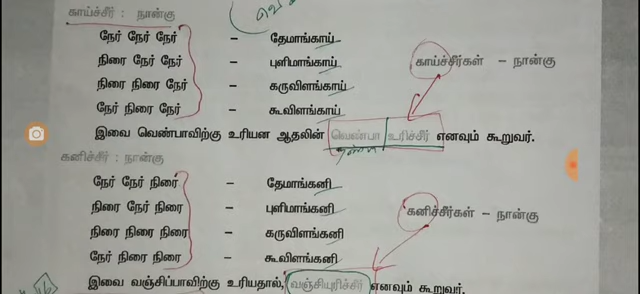 காய்ச்சீர் : நான்கு
நேர் நேர் நேர் – தேமாங்காய்
நிரை நேர் நேர் – புளிமாங்காய்
நிரை நிரை நேர் – கருவிளங்காய்
நேர் நிரை நேர் – கூவிளங்காய்
காய்ச்சீர்கள் – நான்கு
இவை வெண்பாவிற்கு உரியன ஆதலின் வெண்பா உரிச்சீர் எனவும் கூறுவர்.
கனிச்சீர் : நான்கு
நேர் நேர் நிரை – தேமாங்கனி
நிரை நேர் நிரை – புளிமாங்கனி
நிரை நிரை நிரை – கருவிளங்கனி
நேர் நிரை நிரை – கூவிளங்கனி
கனிச்சீர்கள் – நான்கு
இவை வஞ்சிப்பாவிற்கு உரியதால், வஞ்சியுரிச்சீர் எனவும் கூறுவர்.
16